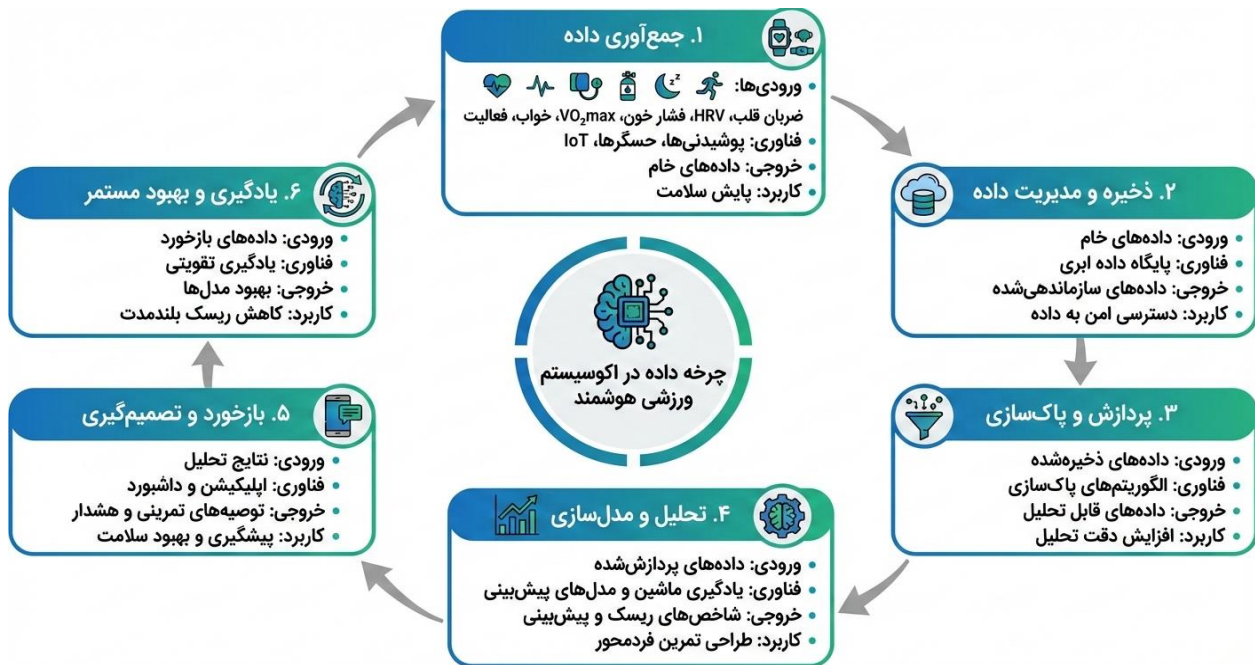 ۱. جمع‌آوری داده
ورودی‌ها:
ضربان قلب، HRV، فشار خون، VO₂max، خواب، فعالیت
فناوری: پوشیدنی‌ها، حسگرها، IoT
خروجی: داده‌های خام
کاربرد: پایش سلامت
۲. ذخیره و مدیریت داده
ورودی: داده‌های خام
فناوری: پایگاه داده ابری
خروجی: داده‌های سازماندهی‌شده
کاربرد: دسترسی امن به داده
۳. پردازش و پاک‌سازی
ورودی: داده‌های ذخیره‌شده
فناوری: الگوریتم‌های پاک‌سازی
خروجی: داده‌های قابل تحلیل
کاربرد: افزایش دقت تحلیل
۴. تحلیل و مدل‌سازی
ورودی: داده‌های پردازش‌شده
فناوری: یادگیری ماشین و مدل‌های پیش‌بینی
خروجی: شاخص‌های ریسک و پیش‌بینی
کاربرد: طراحی تمرین فردمحور
۵. بازخورد و تصمیم‌گیری
ورودی: نتایج تحلیل
فناوری: اپلیکیشن و داشبورد
خروجی: توصیه‌های تمرینی و هشدار
کاربرد: پیشگیری و بهبود سلامت
۶. یادگیری و بهبود مستمر
ورودی: داده‌های بازخورد
فناوری: یادگیری تقویتی
خروجی: بهبود مدل‌ها
کاربرد: کاهش ریسک بلندمدت
چرخه داده در اکوسیستم
ورزشی هوشمند